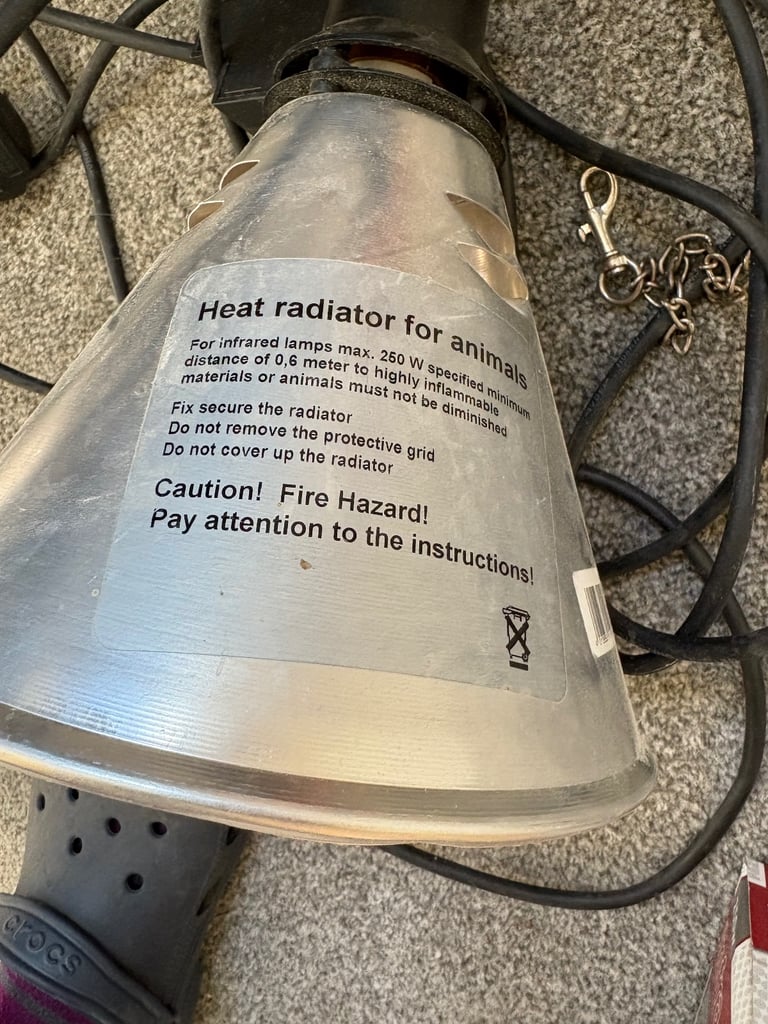 Heat radiator for animals
For infrared lamps max. 250 W specified minimum
distance of 0,6 meter to highly inflammable
materials or animals must not be diminished
Fix secure the radiator
Do not remove the protective grid
Do not cover up the radiator
Caution! Fire Hazard!
Pay attention to the instructions!
crocs